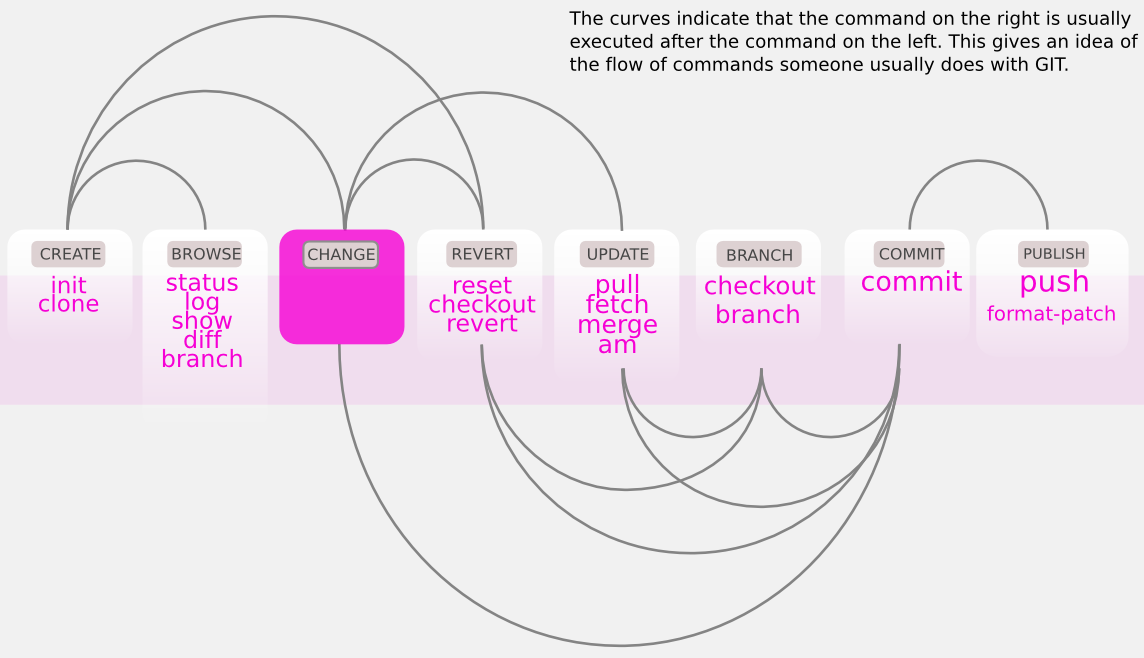 The curves indicate that the command on the right is usually
executed after the command on the left. This gives an idea of
the flow of commands someone usually does with GIT.
CREATE
init
clone
BROWSE
status
log
show
diff
branch
CHANGE
REVERT
reset
checkout
revert
UPDATE
pull
fetch
merge
am
BRANCH
checkout
branch
COMMIT
commit
PUBLISH
push
format-patch